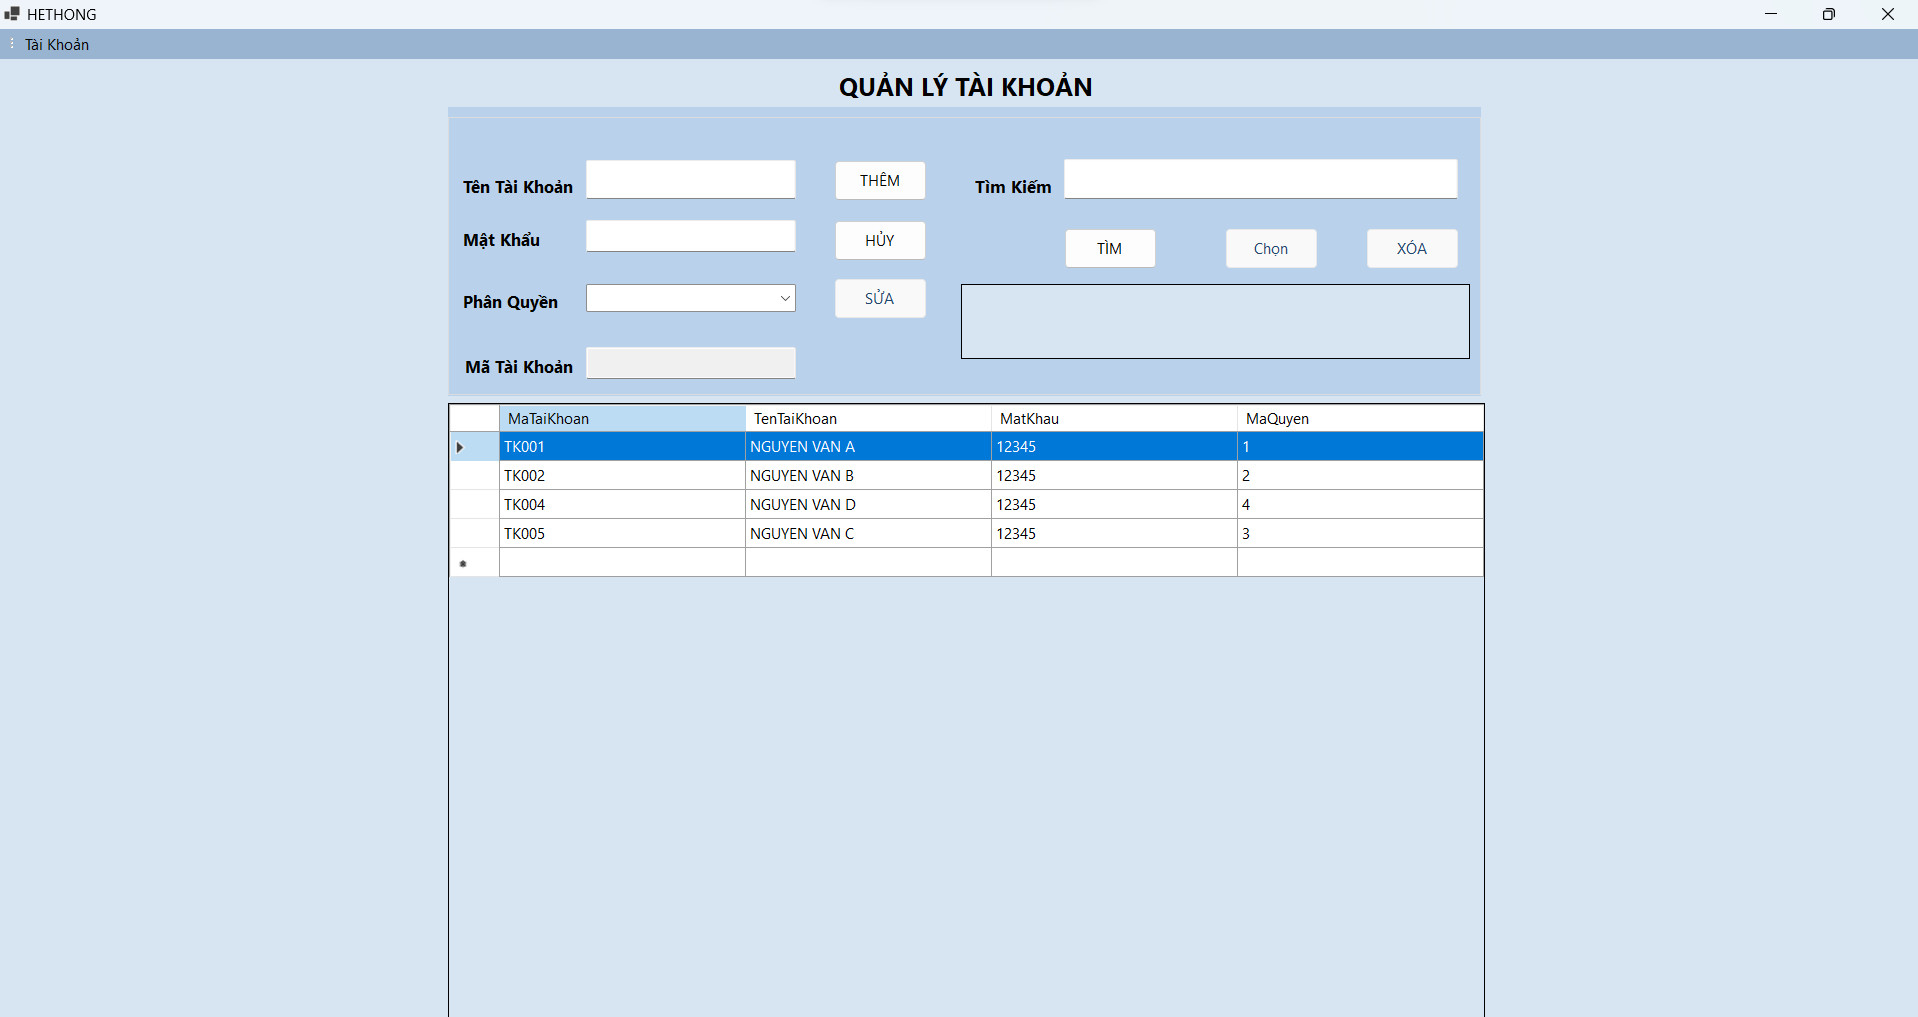 HETHONG
Tài Khoản
QUẢN LÝ TÀI KHOẢN
Tên Tài Khoản
THÊM
Tìm Kiếm
Mật Khẩu
HỦY
TÌM
Chọn
XÓA
Phân Quyền
SỬA
Mã Tài Khoản
MaTaiKhoan TenTaiKhoan MatKhau MaQuyen
TK001 NGUYEN VAN A 12345 1
TK002 NGUYEN VAN B 12345 2
TK004 NGUYEN VAN D 12345 4
TK005 NGUYEN VAN C 12345 3